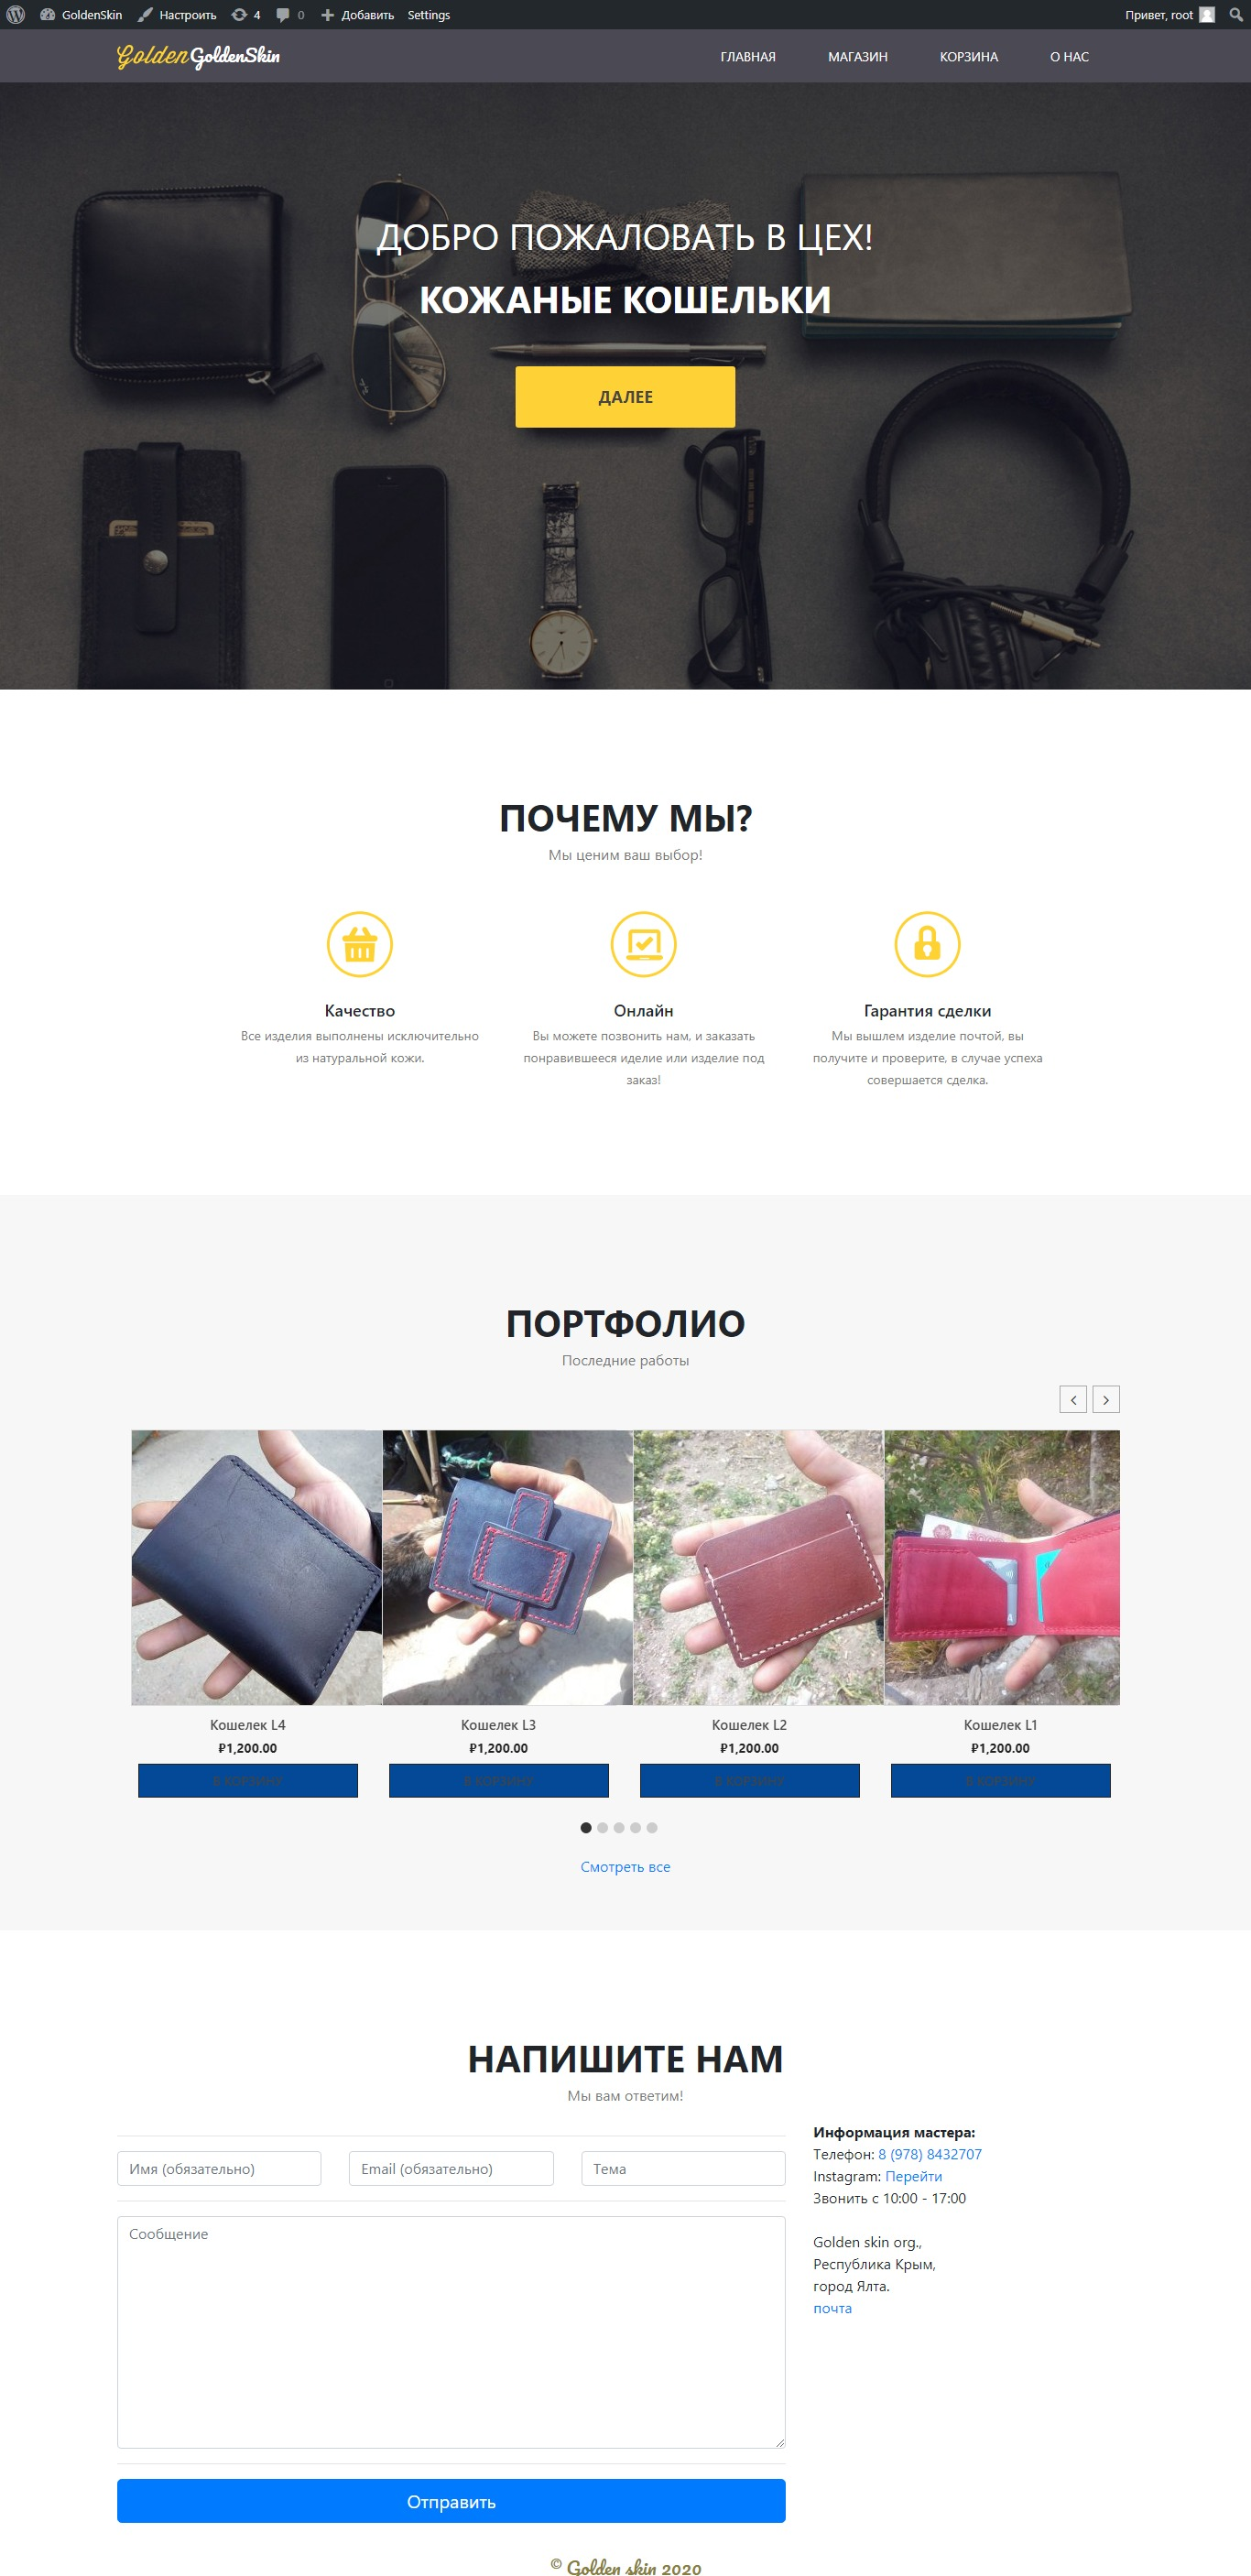 GoldenSkin Настроить 4 0 Добавить Settings Привет, root
Golden GoldenSkin ГЛАВНАЯ МАГАЗИН КОРЗИНА О НАС
ДОБРО ПОЖАЛОВАТЬ В ЦЕХ!
КОЖАНЫЕ КОШЕЛЬКИ
ДАЛЕЕ
ПОЧЕМУ МЫ?
Мы ценим ваш выбор!
Качество
Все изделия выполнены исключительно
из натуральной кожи.
Онлайн
Вы можете позвонить нам, и заказать
понравившееся иделие или изделие под
заказ!
Гарантия сделки
Мы вышлем изделие почтой, вы
получите и проверите, в случае успеха
совершается сделка.
ПОРТФОЛИО
Последние работы
Кошелек L4
₽1,200.00
В КОРЗИНУ
Кошелек L3
₽1,200.00
В КОРЗИНУ
Кошелек L2
₽1,200.00
В КОРЗИНУ
Кошелек L1
₽1,200.00
В КОРЗИНУ
Смотреть все
НАПИШИТЕ НАМ
Мы вам ответим!
Имя (обязательно) Email (обязательно) Тема
Сообщение
Отправить
Информация мастера:
Телефон: 8 (978) 8432707
Instagram: Перейти
Звонить с 10:00 - 17:00
Golden skin org.,
Республика Крым,
город Ялта.
почта
© Golden skin 2020